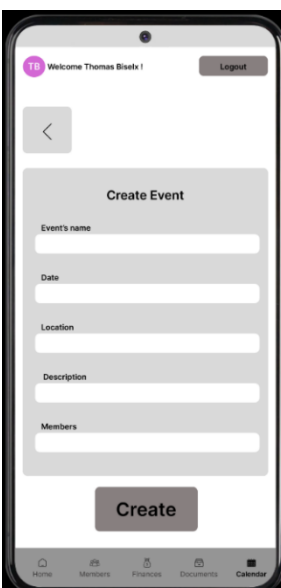 TB Welcome Thomas Biselx ! Logout
Create Event
Event's name
Date
Location
Description
Members
Create
Home Members Finances Documents Calendar